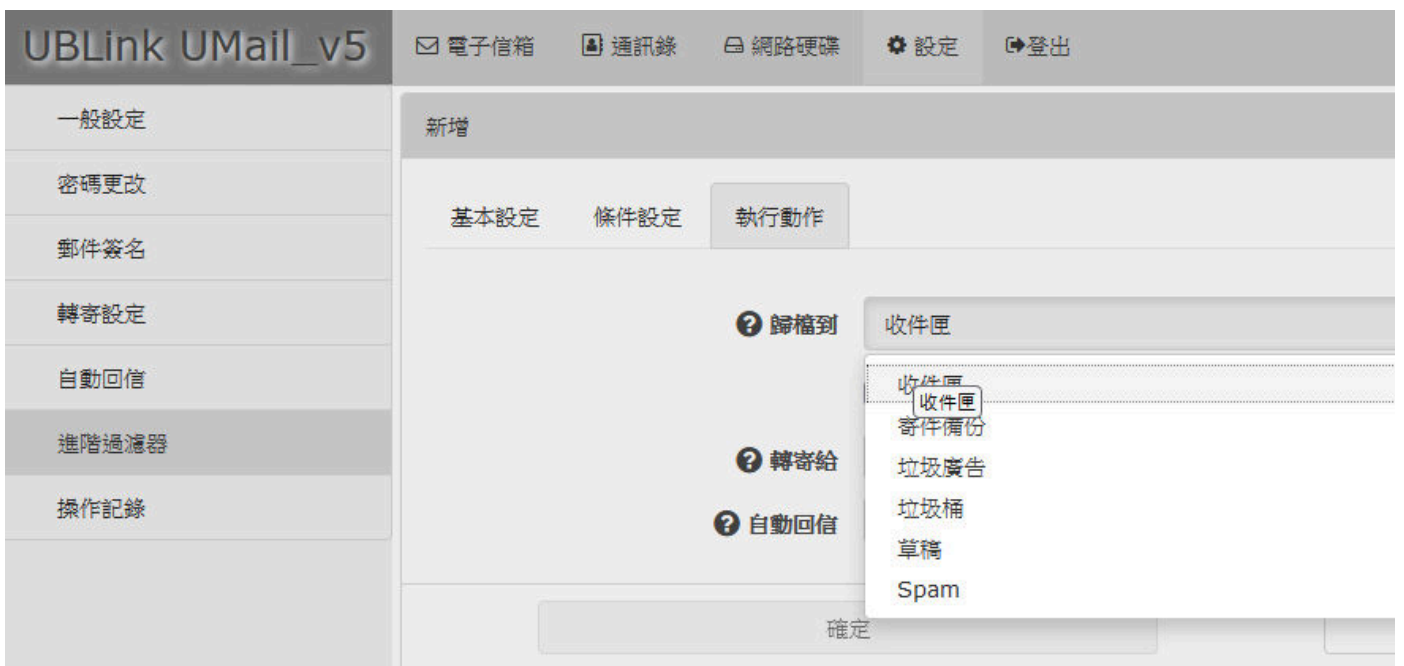 UBLink UMail_v5
電子信箱
通訊錄
網路硬碟
設定
登出
一般設定
密碼更改
郵件簽名
轉寄設定
自動回信
進階過濾器
操作記錄
新增
基本設定
條件設定
執行動作
歸檔到
收件匣
收件匣
收件匣
寄件備份
垃圾廣告
垃圾桶
草稿
Spam
轉寄給
自動回信
確定